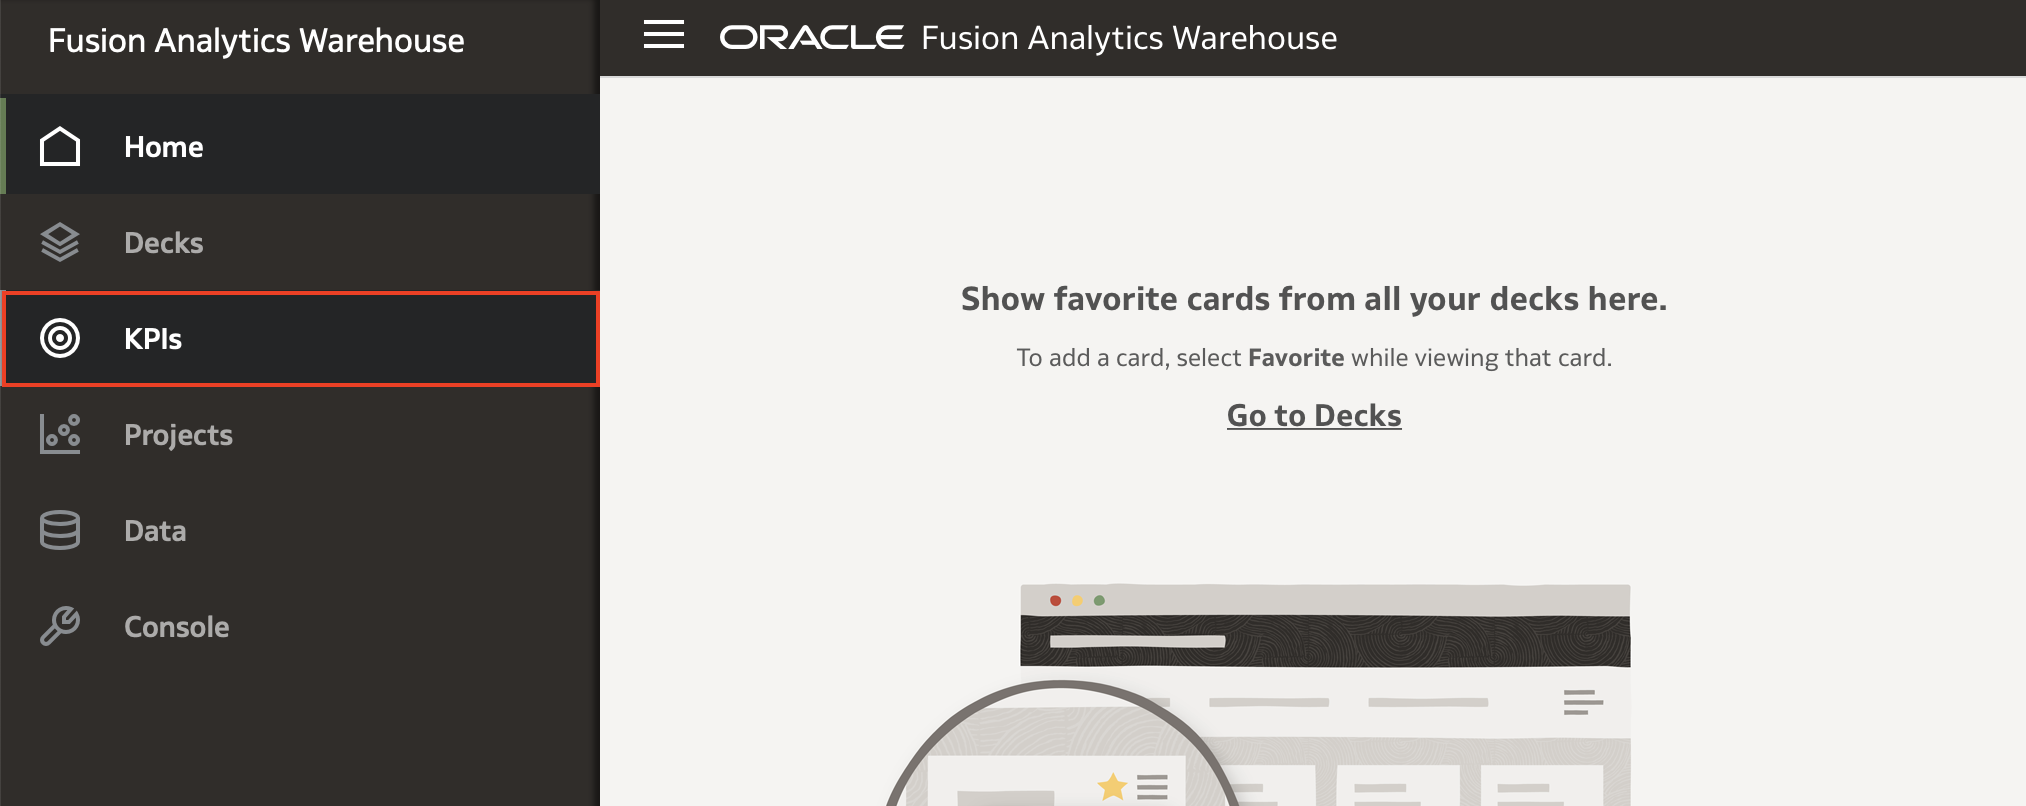 Fusion Analytics Warehouse
Home
Decks
KPIs
Projects
Data
Console
ORACLE Fusion Analytics Warehouse
Show favorite cards from all your decks here.
To add a card, select Favorite while viewing that card.
Go to Decks